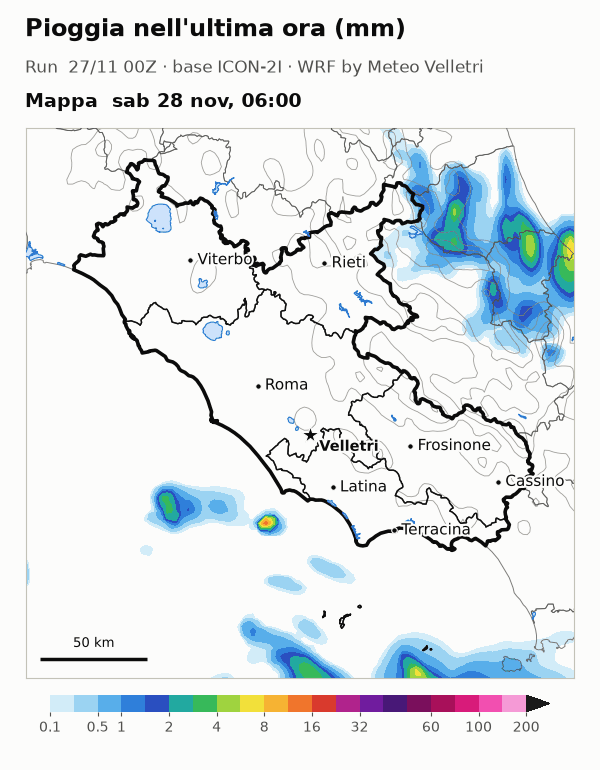 Pioggia nell'ultima ora (mm)
Run  27/11 00Z · base ICON-2I · WRF by Meteo Velletri
Mappa  sab 28 nov, 06:00
Viterbo
Rieti
Roma
Velletri
Frosinone
Cassino
Latina
Terracina
50 km
0.1 0.5 1 2 4 8 16 32 60 100 200